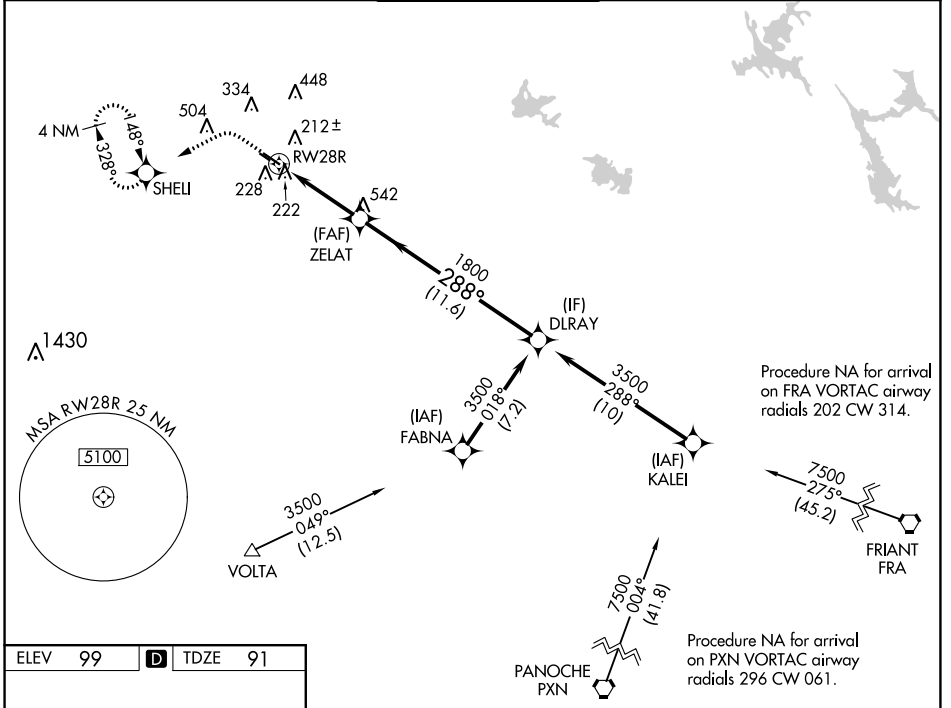 334
448
504
212±
4 NM
148°
328°
RW28R
SHELI
228
222
542
(FAF)
ZELAT
1800
288°
(11.6)
(IF)
DLRAY
1430
3500
018°
(7.2)
3500
288°
(10)
Procedure NA for arrival
on FRA VORTAC airway
radials 202 CW 314.
MSA RW28R 25 NM
5100
(IAF)
FABNA
(IAF)
KALEI
3500
049°
(12.5)
VOLTA
7500
275°
(45.2)
FRIANT
FRA
7500
004°
(41.8)
PANOCHE
PXN
Procedure NA for arrival
on PXN VORTAC airway
radials 296 CW 061.
ELEV 99 D TDZE 91